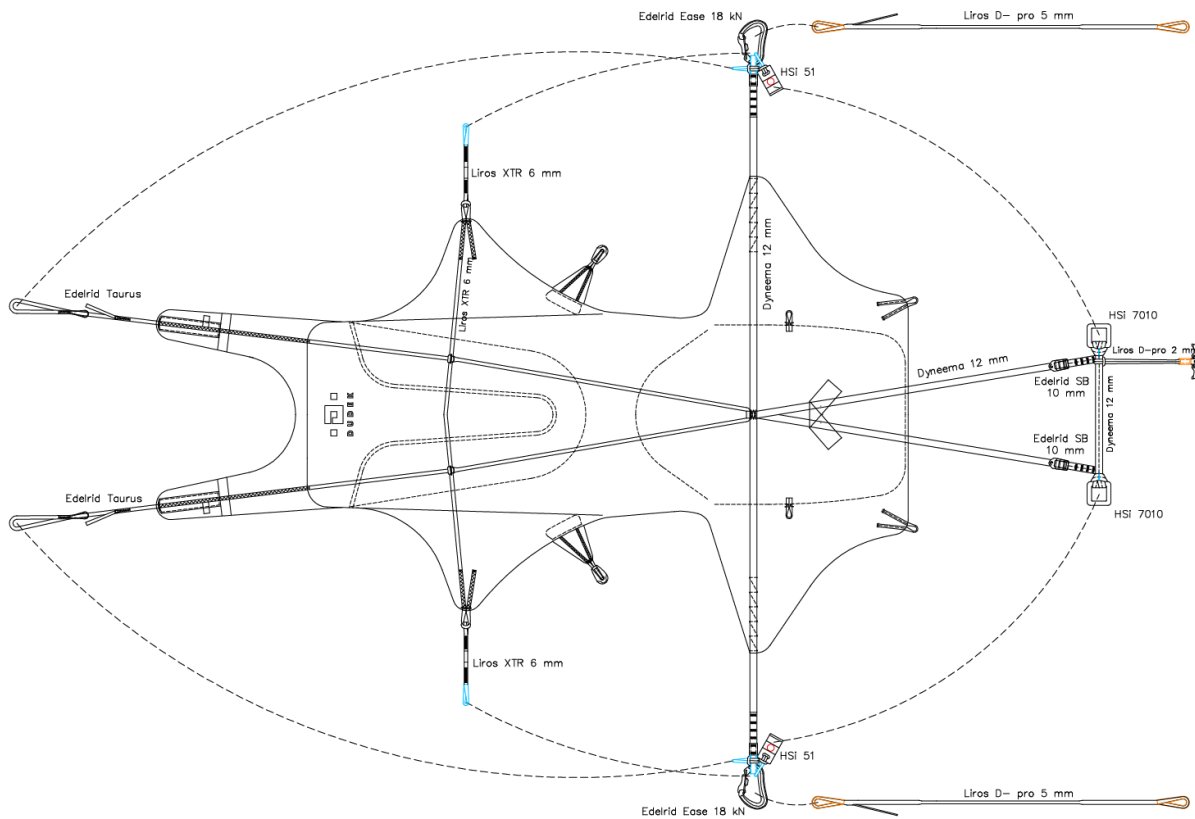 Edelrid Ease 18 kN
Liros D- pro 5 mm
HSi 51
Liros XTR 6 mm
Liros XTR 6 mm
Dyneema 12 mm
Edelrid Taurus
HSi 7010
Liros D-pro 2 mm
Dyneema 12 mm
Edelrid SB
10 mm
Dyneema 12 mm
DUDEK
Edelrid SB
10 mm
Edelrid Taurus
HSi 7010
Liros XTR 6 mm
HSi 51
Liros D- pro 5 mm
Edelrid Ease 18 kN